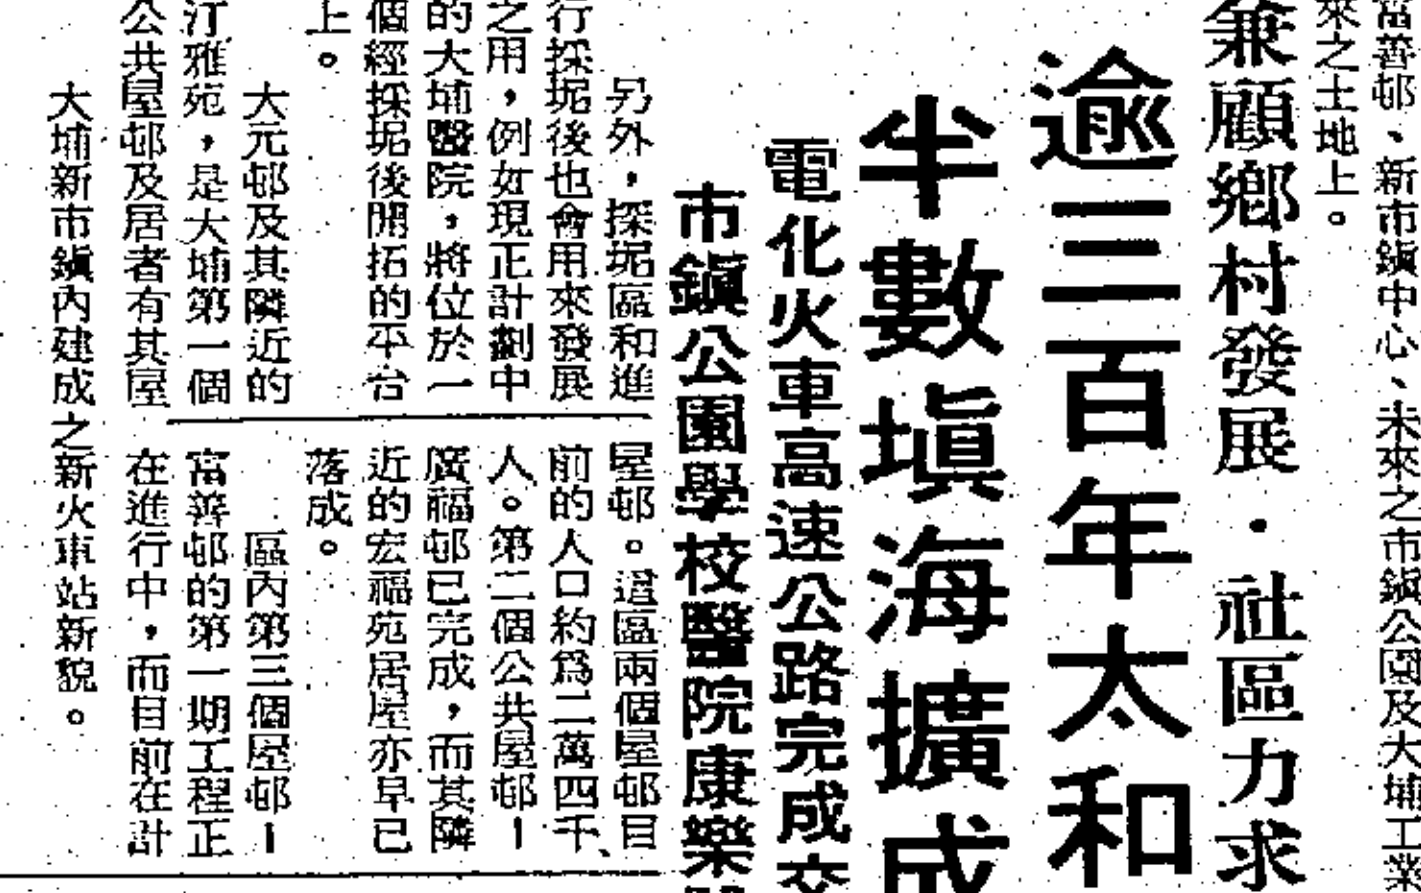 富善邨、新市鎮中心、未來之市鎮公園及大埔工業
來之土地上。
兼顧鄉村發展·社區力求
逾三百年太和
半數塡海擴成
電化火車高速公路完成交
市鎮公園學校醫院康樂
另外,採坭區和進
行採坭後也會用來發展
之用,例如現正計劃中
的大埔醫院,將位於一
個經採坭後開拓的平台
上。
大元邨及其隣近的
汀雅苑,是大埔第一個
公共屋邨及居者有其屋
屋邨。這區兩個屋邨目
前的人口約爲二萬四千
人。第二個公共屋邨—
廣福邨已完成,而其隣
近的宏福苑居屋亦早已
落成。
區內第三個屋邨—
富善邨的第一期工程正
在進行中,而目前在計
大埔新市鎮內建成之新火車站新貌。